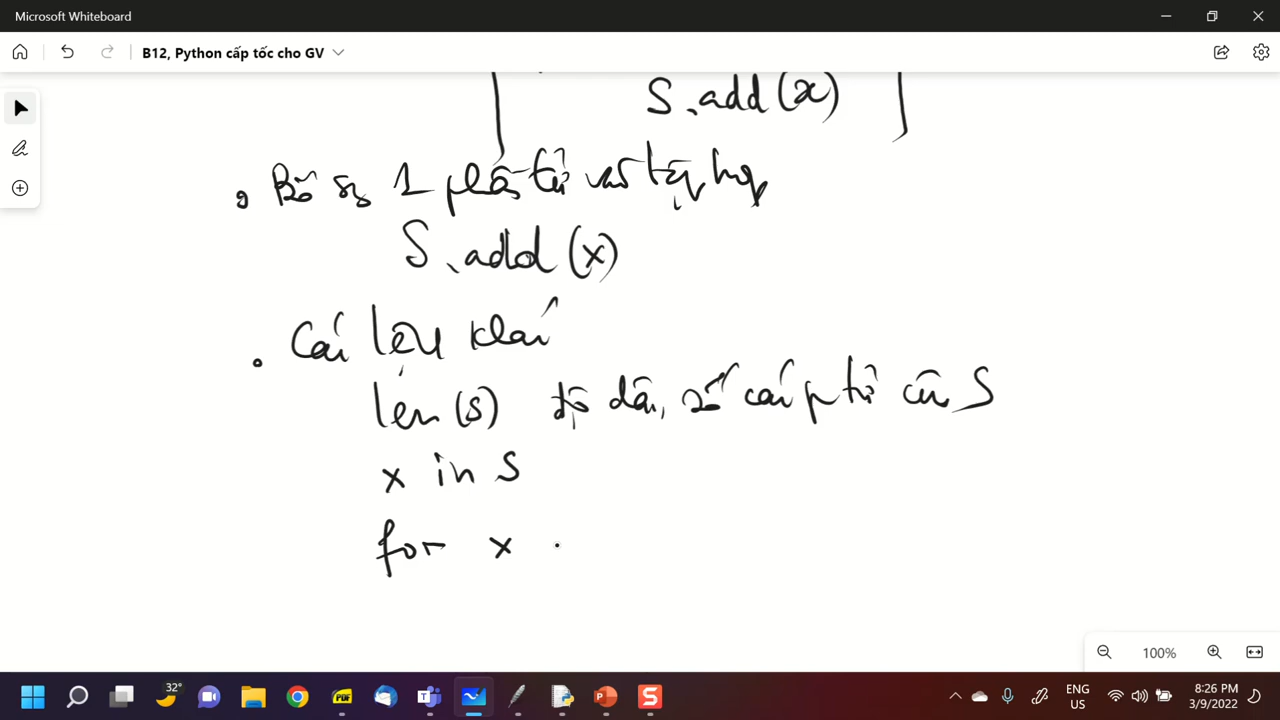 Microsoft Whiteboard
B12, Python cấp tốc cho GV
S.add(x)
Bổ sg 1 phần tử vào tập hợp
S.add(x)
Các lệnh khác
len(s) độ dài, số các p tử của S
x in S
for x
100%
32°
ENG
US
8:26 PM
3/9/2022